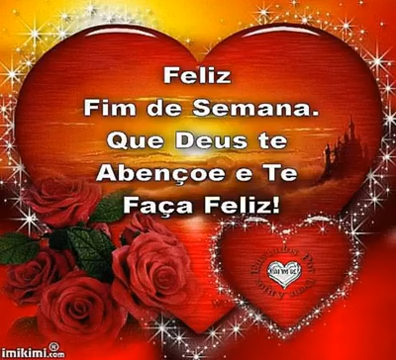 Feliz
Fim de Semana.
Que Deus te
Abençoe e Te
Faça Feliz!
imikimi.com